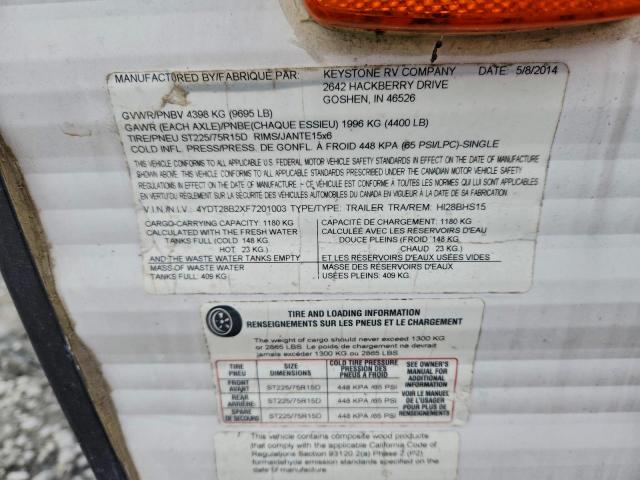 MANUFACTURED BY/FABRIQUÉ PAR: KEYSTONE RV COMPANY DATE: 5/8/2014
2642 HACKBERRY DRIVE
GOSHEN, IN 46526
GVWR/PNBV 4398 KG (9695 LB)
GAWR (EACH AXLE)/PNBE(CHAQUE ESSIEU) 1996 KG (4400 LB)
TIRE/PNEU ST225/75R15D RIMS/JANTE15x6
COLD INFL. PRESS/PRESS. DE GONFL. À FROID 448 KPA (65 PSI/LPC)-SINGLE
THIS VEHICLE CONFORMS TO ALL APPLICABLE U.S. FEDERAL MOTOR VEHICLE SAFETY STANDARDS IN EFFECT ON THE DATE OF MANUFACTURE
SHOWN ABOVE. THIS VEHICLE CONFORMS TO ALL APPLICABLE STANDARDS PRESCRIBED UNDER THE CANADIAN MOTOR VEHICLE SAFETY
REGULATIONS IN EFFECT ON THE DATE OF MANUFACTURE. CE VÉHICULE EST CONFORME À TOUTES LES NORMES QUI LUI SONT APPLICABLES
EN VERTU DU RÈGLEMENT SUR LA SÉCURITÉ DES VÉHICULES AUTOMOBILES DU CANADA EN VIGUEUR À LA DATE DE SA FABRICATION.
V.I.N./N.I.V.: 4YDT28B2XF7201003 TYPE/TYPE: TRAILER TRA/REM: HI28BHS15
CARGO-CARRYING CAPACITY: 1180 KG
CALCULATED WITH THE FRESH WATER
TANKS FULL (COLD 148 KG.
HOT 23 KG.)
AND THE WASTE WATER TANKS EMPTY
MASS OF WASTE WATER
TANKS FULL: 409 KG.
CAPACITÉ DE CHARGEMENT: 1180 KG
CALCULÉE AVEC LES RÉSERVOIRS D'EAU
DOUCE PLEINS (FROID 148 KG.
CHAUD 23 KG.)
ET LES RÉSERVOIRS D'EAUX USÉES VIDES
MASSE DES RÉSERVOIRS D'EAU
USÉES PLEINS: 409 KG.
TIRE AND LOADING INFORMATION
RENSEIGNEMENTS SUR LES PNEUS ET LE CHARGEMENT
The weight of cargo should never exceed 1300 KG
or 2865 LBS. Le poids de cargaison ne devrait
jamais excéder 1300 KG ou 2865 LBS.
TIRE PNEU SIZE DIMENSIONS COLD TIRE PRESSURE PRESSION DES PNEUS A FROID
FRONT AVANT ST225/75R15D 448 KPA /65 PSI
REAR ARRIÈRE ST225/75R15D 448 KPA /65 PSI
SPARE DE SECOURS ST225/75R15D 448 KPA /65 PSI
SEE OWNER'S
MANUAL FOR
ADDITIONAL
INFORMATION
VOIR LE MANUEL
DE L'USAGER
POUR PLUS DE
RENSEIGNEMENTS
This vehicle contains composite wood products
that comply with the applicable California Code of
Regulations Section 93120.2(a) Phase 2 (P2)
formaldehyde emission standards